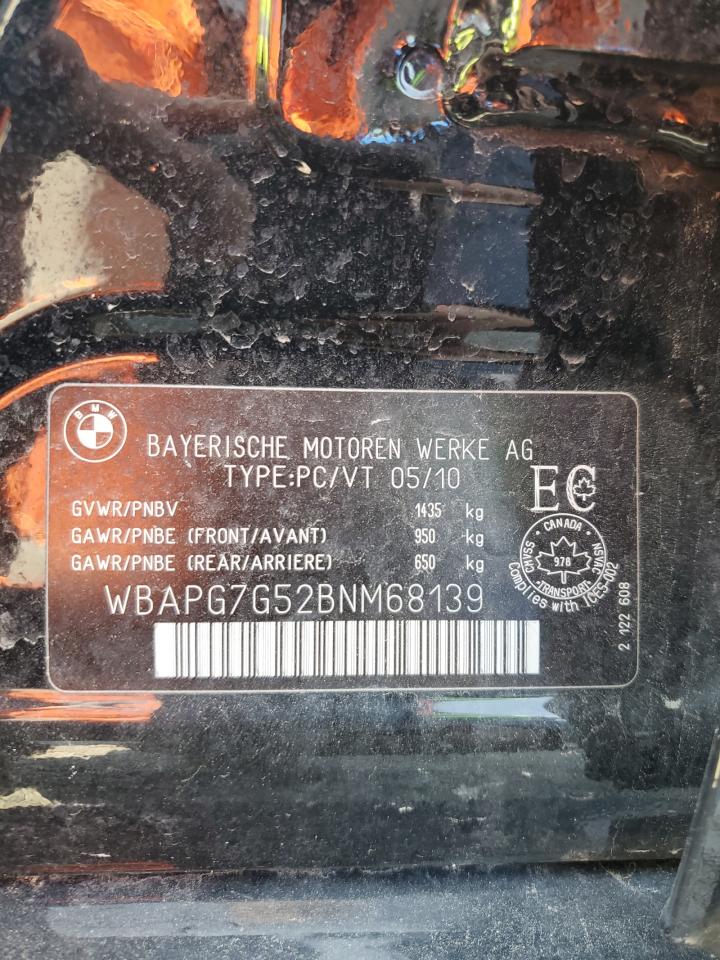 BMW
BAYERISCHE MOTOREN WERKE AG
TYPE:PC/VT 05/10
GVWR/PNBV 1435 kg
GAWR/PNBE (FRONT/AVANT) 950 kg
GAWR/PNBE (REAR/ARRIERE) 650 kg
WBAPG7G52BNM68139
EC
CANADA
CMVSS
NSVAC
978
TRANSPORT
Complies with ICES-002
2 122 608